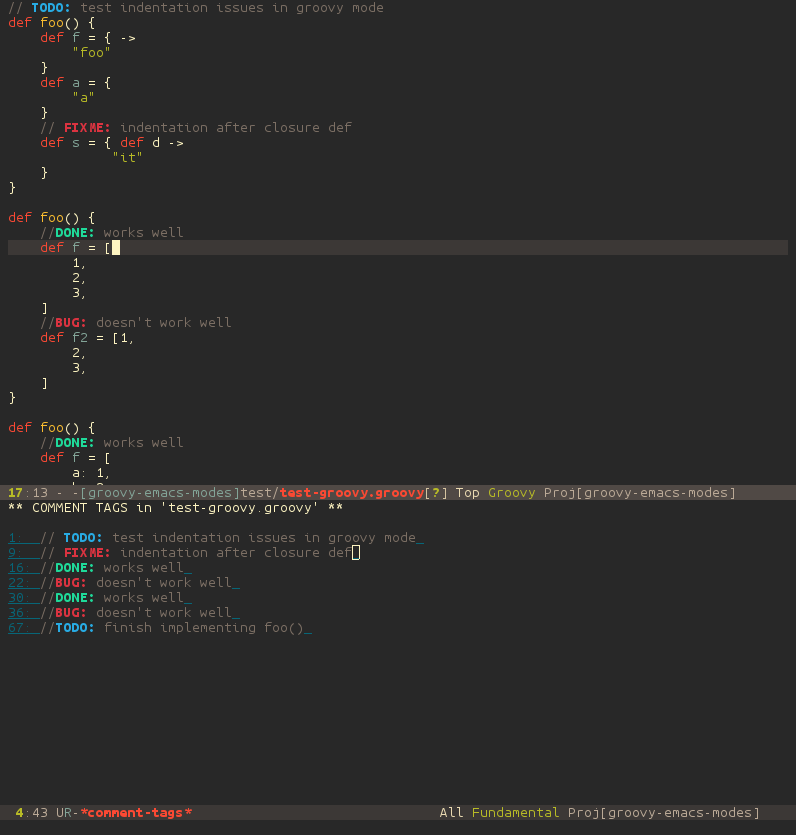 // TODO: test indentation issues in groovy mode
def foo() {
    def f = { ->
        "foo"
    }
    def a = {
        "a"
    }
    // FIXME: indentation after closure def
    def s = { def d ->
             "it"
    }
}

def foo() {
    //DONE: works well
    def f = [
        1,
        2,
        3,
    ]
    //BUG: doesn't work well
    def f2 = [1,
        2,
        3,
    ]
}

def foo() {
    //DONE: works well
    def f = [
        a: 1,
17:13 - -[groovy-emacs-modes]test/test-groovy.groovy[?] Top Groovy Proj[groovy-emacs-modes]
** COMMENT TAGS in 'test-groovy.groovy' **

1: // TODO: test indentation issues in groovy mode_
9: // FIXME: indentation after closure def
16: //DONE: works well_
22: //BUG: doesn't work well_
30: //DONE: works well_
36: //BUG: doesn't work well_
67: //TODO: finish implementing foo()_
4:43 UR-*comment-tags* All Fundamental Proj[groovy-emacs-modes]